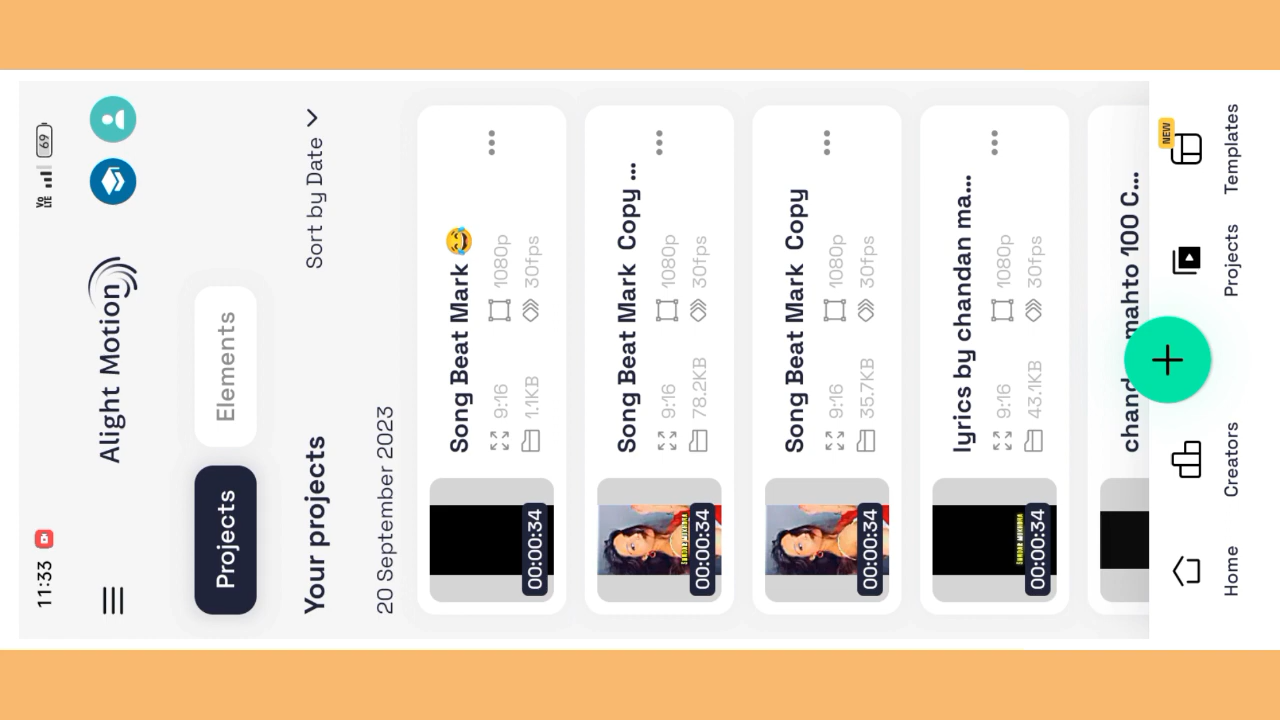 11:33
Vo LTE
69
Alight Motion
Projects
Elements
Your projects
Sort by Date
20 September 2023
Song Beat Mark 😂
9:16
1080p
1.1KB
30fps
00:00:34
Song Beat Mark Copy ...
9:16
1080p
78.2KB
30fps
00:00:34
Song Beat Mark Copy
9:16
1080p
35.7KB
30fps
00:00:34
lyrics by chandan ma...
9:16
1080p
43.1KB
30fps
00:00:34
mahto 100 C...
Home
Creators
+
Projects
Templates
NEW